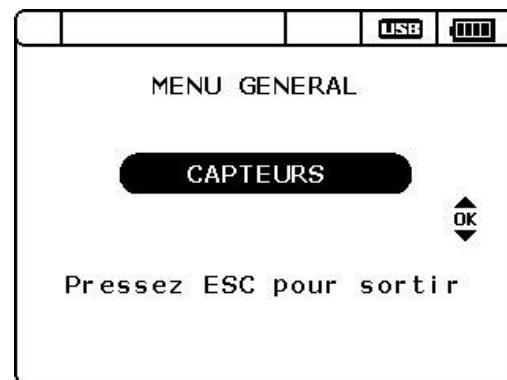 USB
MENU GENERAL
CAPTEURS
OK
Pressez ESC pour sortir